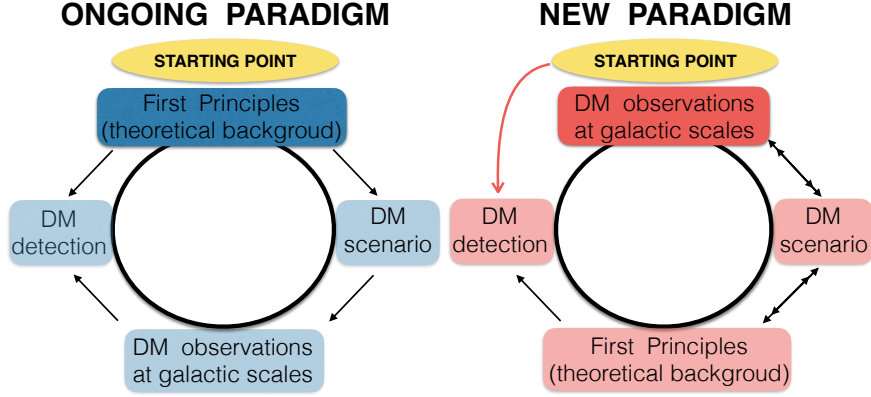 ONGOING PARADIGM
STARTING POINT
First Principles
(theoretical backgroud)
DM
detection
DM
scenario
DM observations
at galactic scales
NEW PARADIGM
STARTING POINT
DM observations
at galactic scales
DM
detection
DM
scenario
First Principles
(theoretical backgroud)